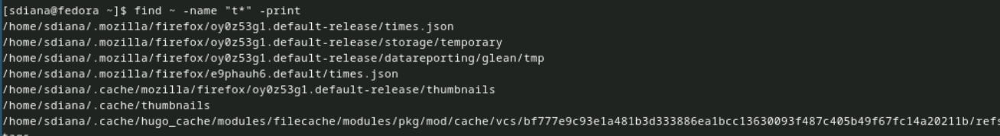 [sdiana@fedora ~]$ find ~ -name "t*" -print
/home/sdiana/.mozilla/firefox/oy0z53g1.default-release/times.json
/home/sdiana/.mozilla/firefox/oy0z53g1.default-release/storage/temporary
/home/sdiana/.mozilla/firefox/oy0z53g1.default-release/datareporting/glean/tmp
/home/sdiana/.mozilla/firefox/e9phauh6.default/times.json
/home/sdiana/.cache/mozilla/firefox/oy0z53g1.default-release/thumbnails
/home/sdiana/.cache/thumbnails
/home/sdiana/.cache/hugo_cache/modules/filecache/modules/pkg/mod/cache/vcs/bf777e9c93e1a481b3d333886ea1bcc13630093f487c405b49f67fc14a20211b/refs